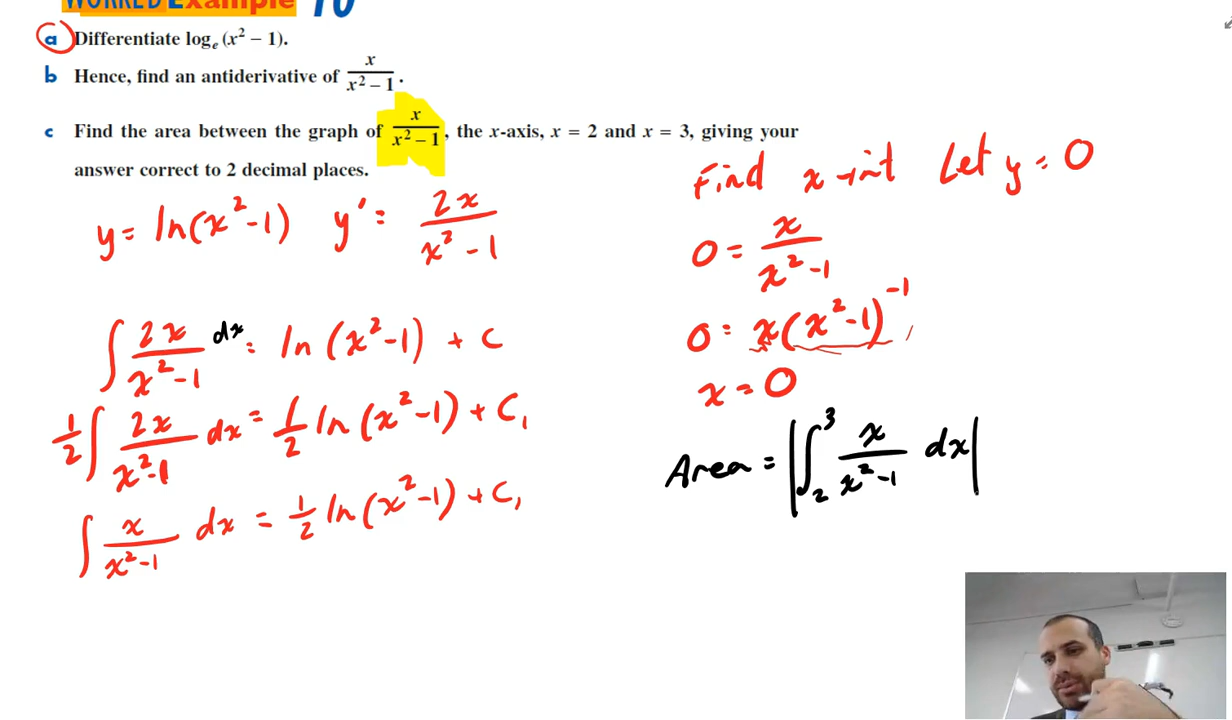 WORKED Example 10
a Differentiate logₑ (x² – 1).
b Hence, find an antiderivative of x/(x² – 1).
c Find the area between the graph of x/(x² – 1), the x-axis, x = 2 and x = 3, giving your
answer correct to 2 decimal places.
y = ln(x²-1) y' = 2x/(x²-1)
∫ 2x/(x²-1) dx = ln(x²-1) + C
1/2 ∫ 2x/(x²-1) dx = 1/2 ln(x²-1) + C₁
∫ x/(x²-1) dx = 1/2 ln(x²-1) + C₁
Find x-int Let y = 0
0 = x/(x²-1)
0 = x(x²-1)⁻¹
x = 0
Area = |∫₂³ x/(x²-1) dx|